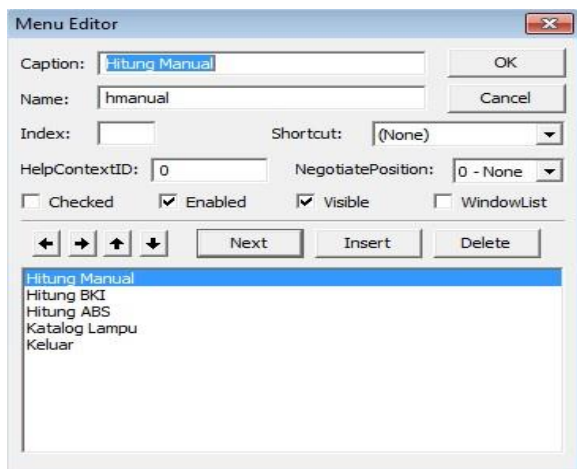 Menu Editor
Caption: Hitung Manual OK
Name: hmanual Cancel
Index: Shortcut: (None)
HelpContextID: 0 NegotiatePosition: 0 - None
Checked Enabled Visible WindowList
Next Insert Delete
Hitung Manual
Hitung BKI
Hitung ABS
Katalog Lampu
Keluar